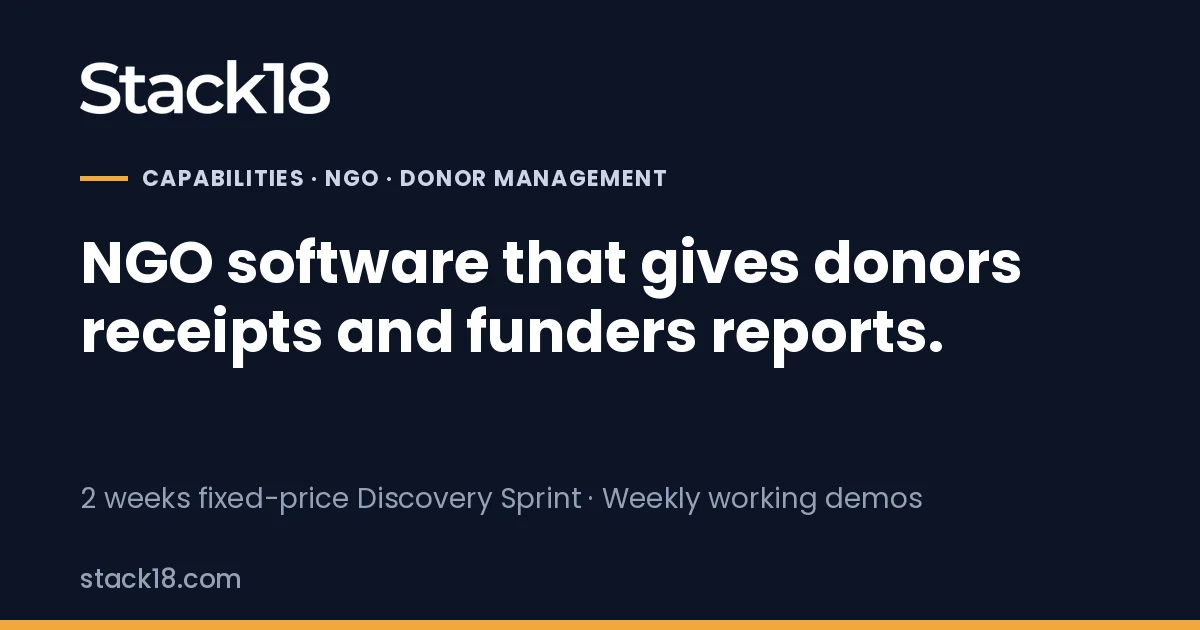 Stack18
CAPABILITIES · NGO · DONOR MANAGEMENT
NGO software that gives donors
receipts and funders reports.
2 weeks fixed-price Discovery Sprint · Weekly working demos
stack18.com